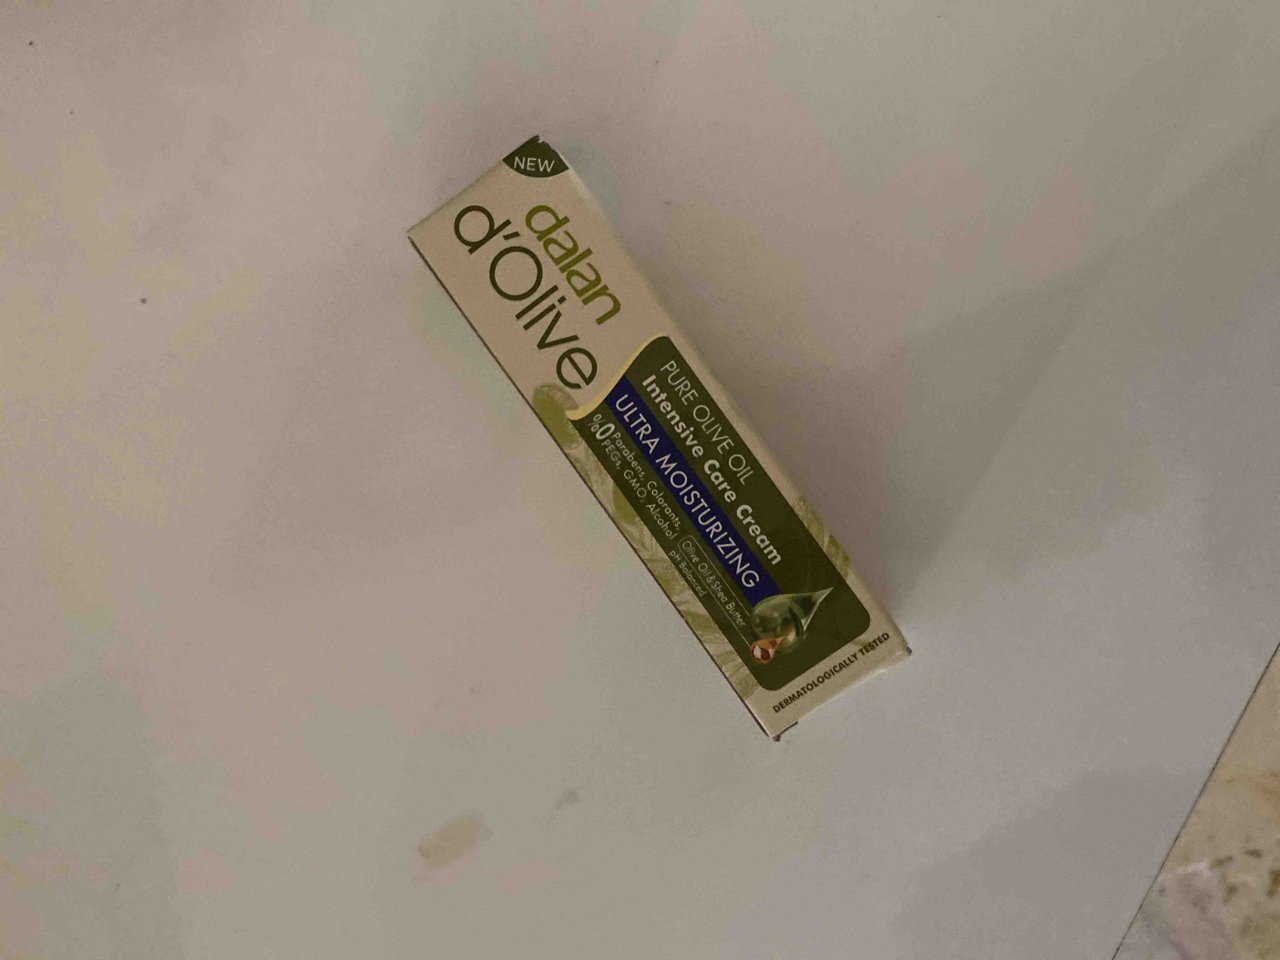 NEW
dalan
d'Olive
PURE OLIVE OIL
Intensive Care Cream
ULTRA MOISTURIZING
%0 Parabens, Colorants,
PEGs, GMO, Alcohol
Olive Oil & Shea Butter
pH Balanced
DERMATOLOGICALLY TESTED